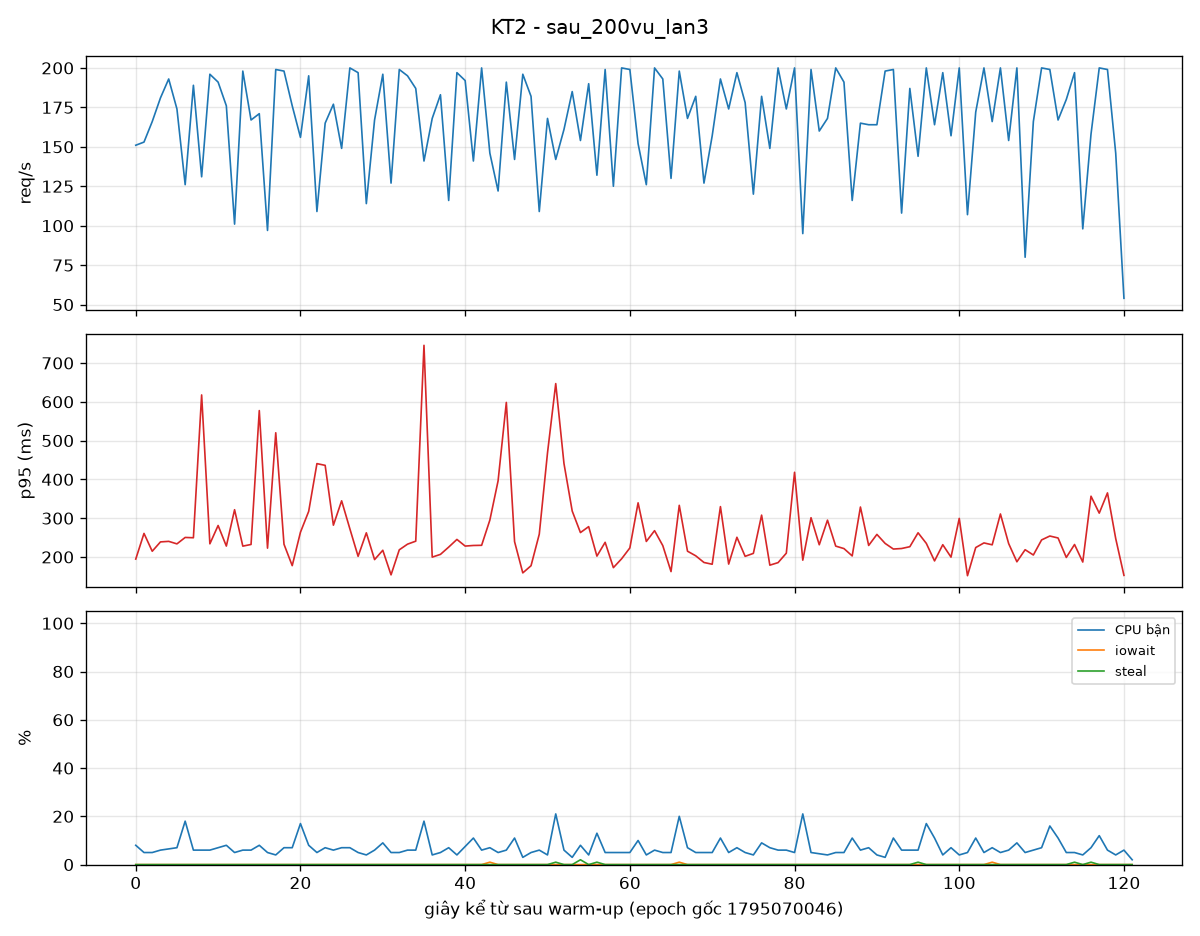 KT2 - sau_200vu_lan3
200
175
150
125
100
75
50
req/s
700
600
500
400
300
200
p95 (ms)
100
80
60
40
20
0
%
CPU bận
iowait
steal
0 20 40 60 80 100 120
giây kể từ sau warm-up (epoch gốc 1795070046)